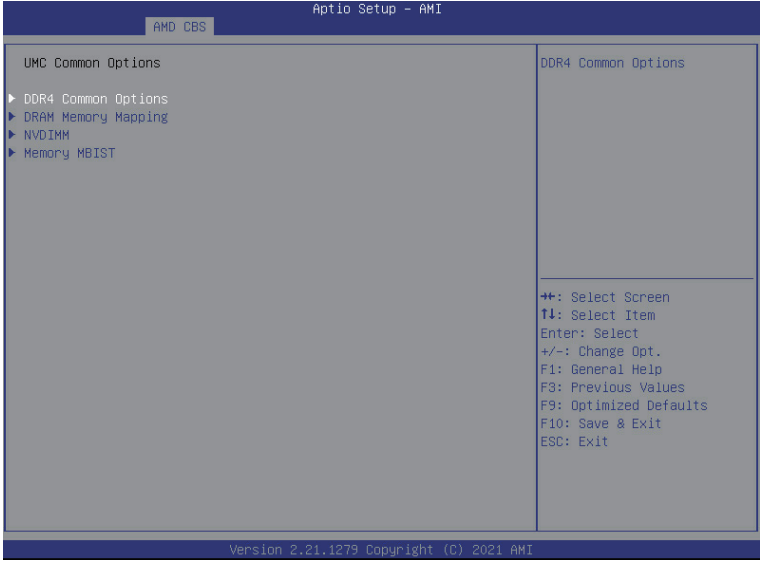 Aptio Setup – AMI
AMD CBS
UMC Common Options
DDR4 Common Options
DRAM Memory Mapping
NVDIMM
Memory MBIST
DDR4 Common Options
→←: Select Screen
↑↓: Select Item
Enter: Select
+/-: Change Opt.
F1: General Help
F3: Previous Values
F9: Optimized Defaults
F10: Save & Exit
ESC: Exit
Version 2.21.1279 Copyright (C) 2021 AMI